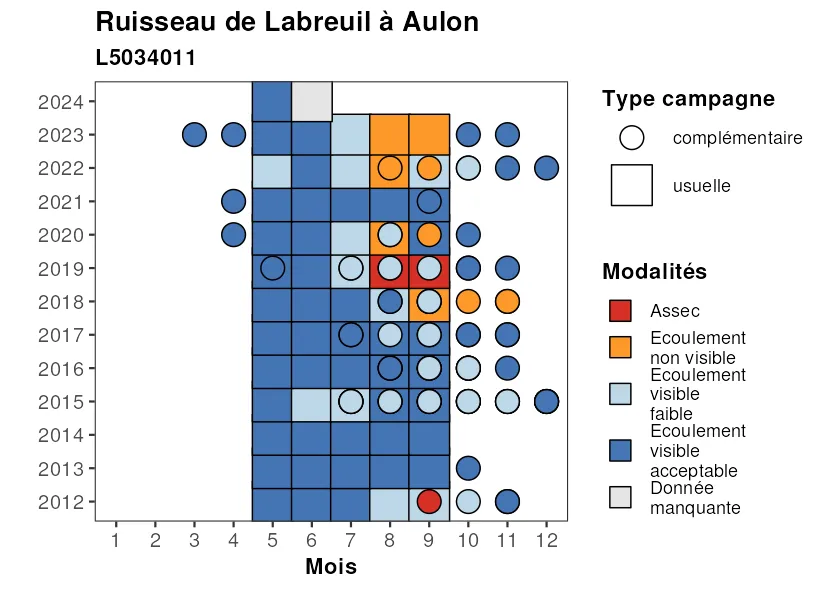 Ruisseau de Labreuil à Aulon
L5034011
2024
2023
2022
2021
2020
2019
2018
2017
2016
2015
2014
2013
2012
1 2 3 4 5 6 7 8 9 10 11 12
Mois
Type campagne
complémentaire
usuelle
Modalités
Assec
Ecoulement
non visible
Ecoulement
visible
faible
Ecoulement
visible
acceptable
Donnée
manquante